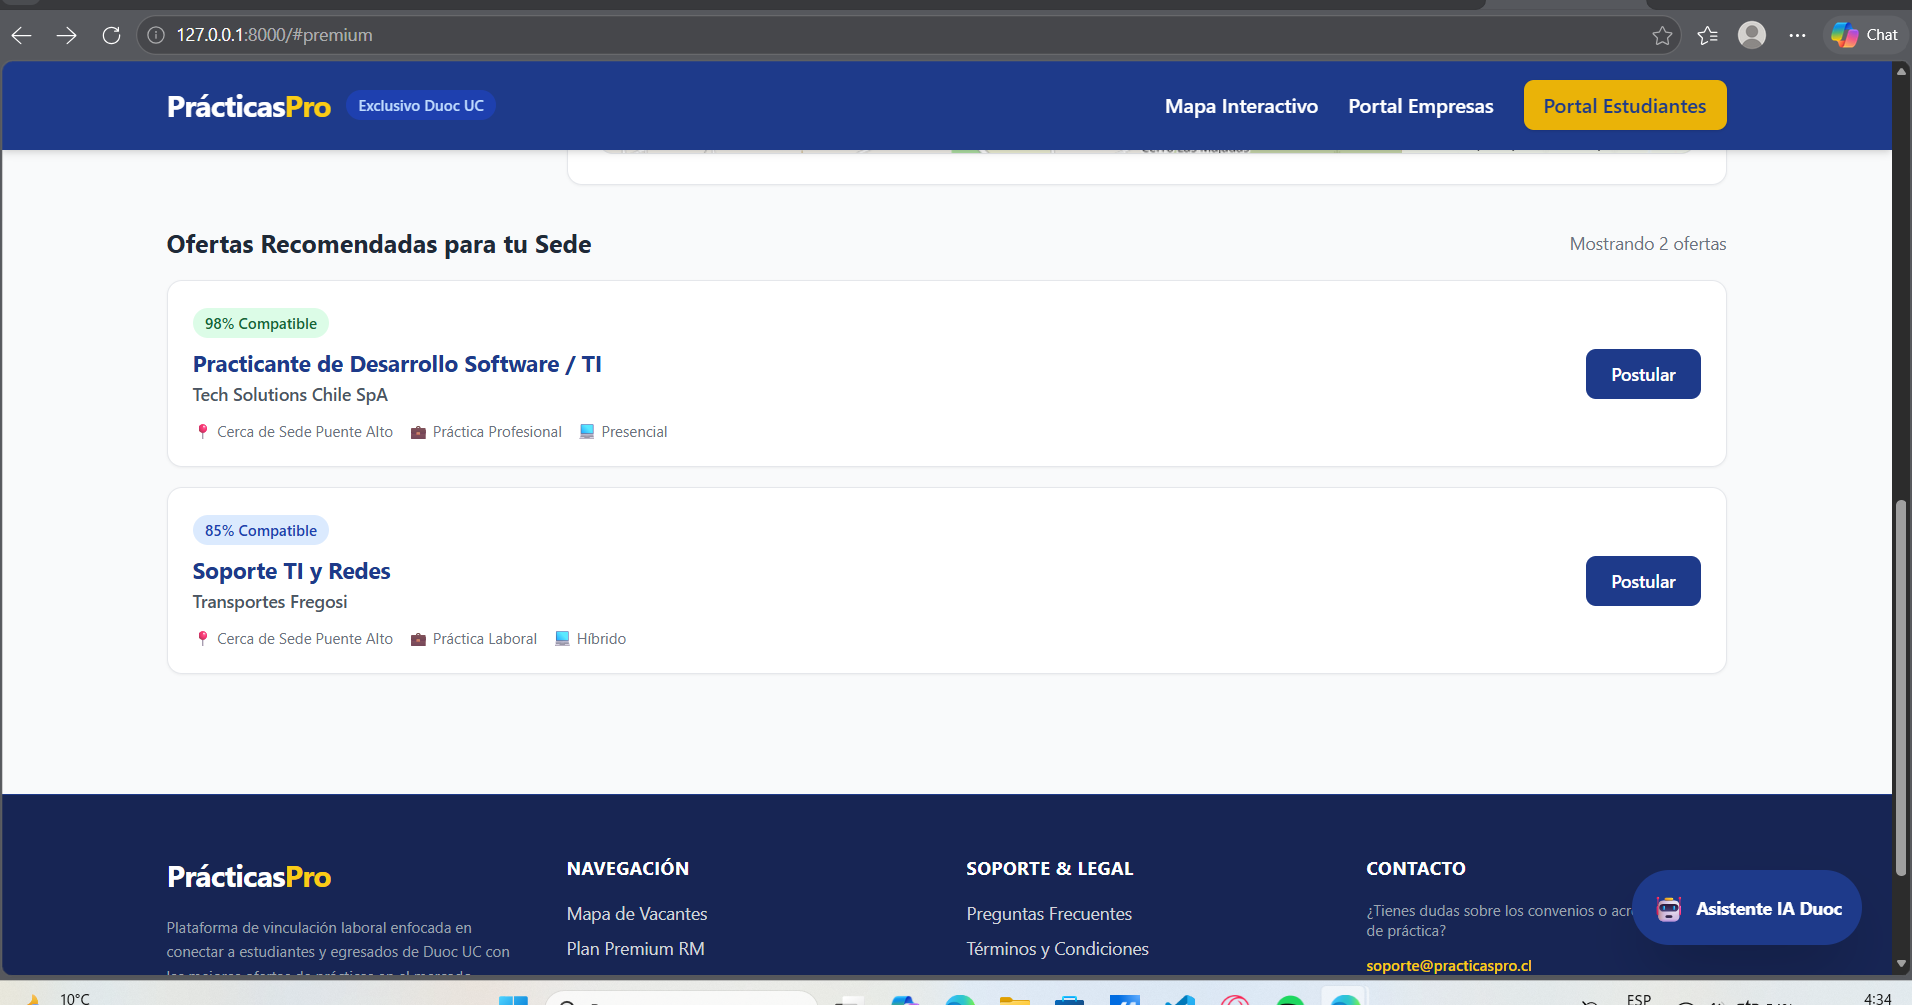 127.0.0.1:8000/#premium
Chat
PrácticasPro
Exclusivo Duoc UC
Mapa Interactivo
Portal Empresas
Portal Estudiantes
Ofertas Recomendadas para tu Sede
Mostrando 2 ofertas
98% Compatible
Practicante de Desarrollo Software / TI
Tech Solutions Chile SpA
Cerca de Sede Puente Alto
Práctica Profesional
Presencial
Postular
85% Compatible
Soporte TI y Redes
Transportes Fregosi
Cerca de Sede Puente Alto
Práctica Laboral
Híbrido
Postular
PrácticasPro
Plataforma de vinculación laboral enfocada en
conectar a estudiantes y egresados de Duoc UC con
NAVEGACIÓN
Mapa de Vacantes
Plan Premium RM
SOPORTE & LEGAL
Preguntas Frecuentes
Términos y Condiciones
CONTACTO
¿Tienes dudas sobre los convenios o
de práctica?
soporte@practicaspro.cl
Asistente IA Duoc
10°C
ESP
4:34